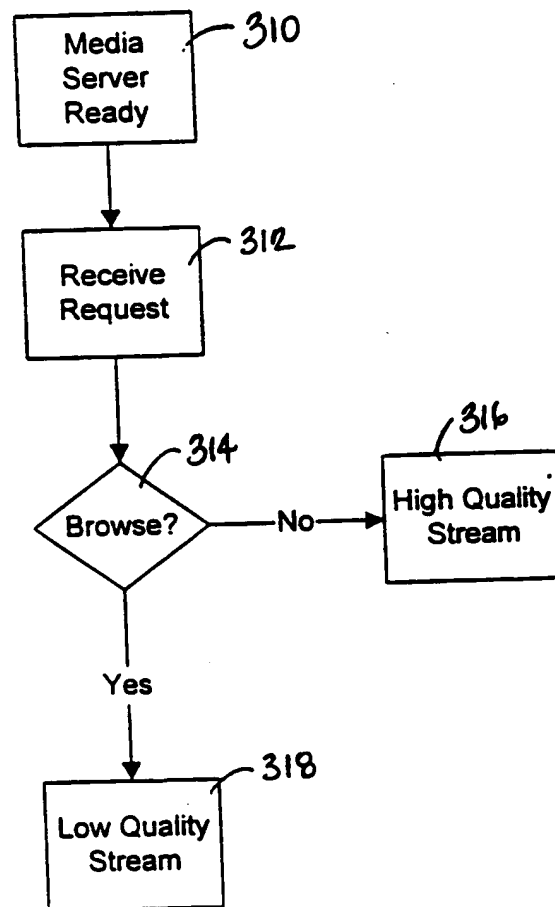 Media
Server
Ready
310
Receive
Request
312
Browse?
314
No
High Quality
Stream
316
Yes
Low Quality
Stream
318